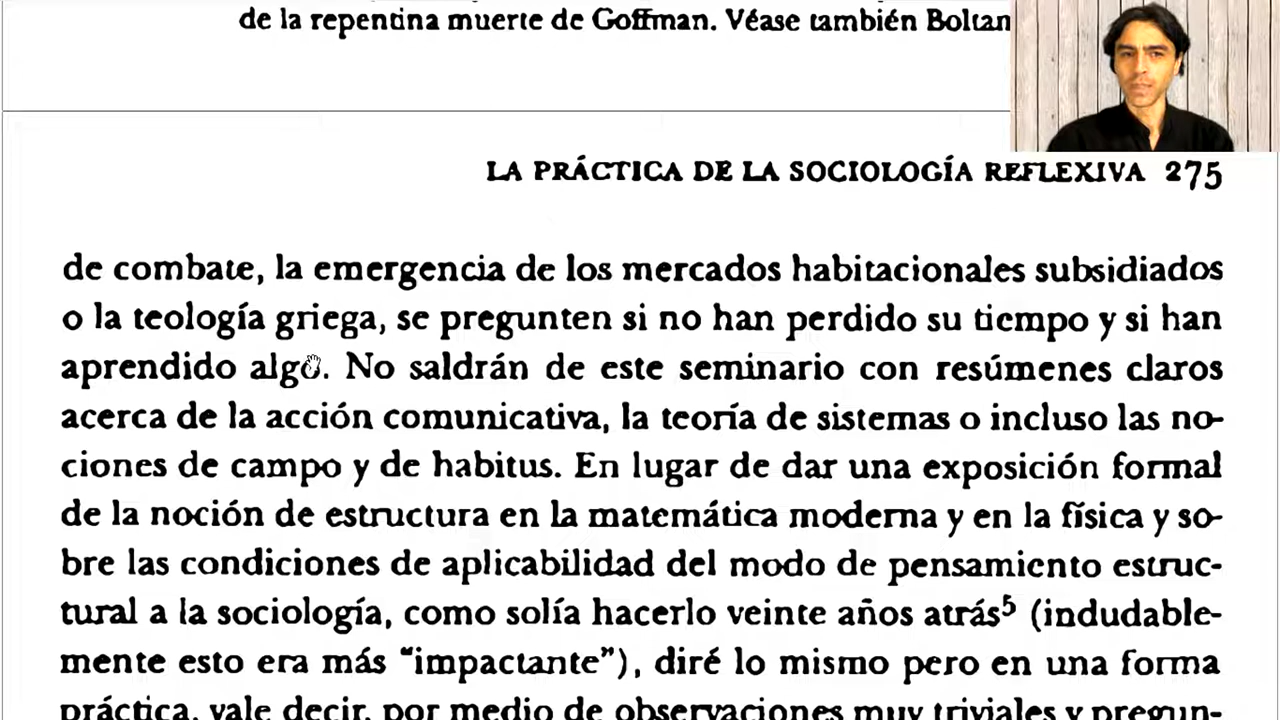 de la repentina muerte de Goffman. Véase también Boltan
LA PRÁCTICA DE LA SOCIOLOGÍA REFLEXIVA 275
de combate, la emergencia de los mercados habitacionales subsidiados
o la teología griega, se pregunten si no han perdido su tiempo y si han
aprendido algo. No saldrán de este seminario con resúmenes claros
acerca de la acción comunicativa, la teoría de sistemas o incluso las no-
ciones de campo y de habitus. En lugar de dar una exposición formal
de la noción de estructura en la matemática moderna y en la física y so-
bre las condiciones de aplicabilidad del modo de pensamiento estruc-
tural a la sociología, como solía hacerlo veinte años atrás⁵ (indudable-
mente esto era más “impactante”), diré lo mismo pero en una forma
práctica, vale decir, por medio de observaciones muy triviales y pregun-